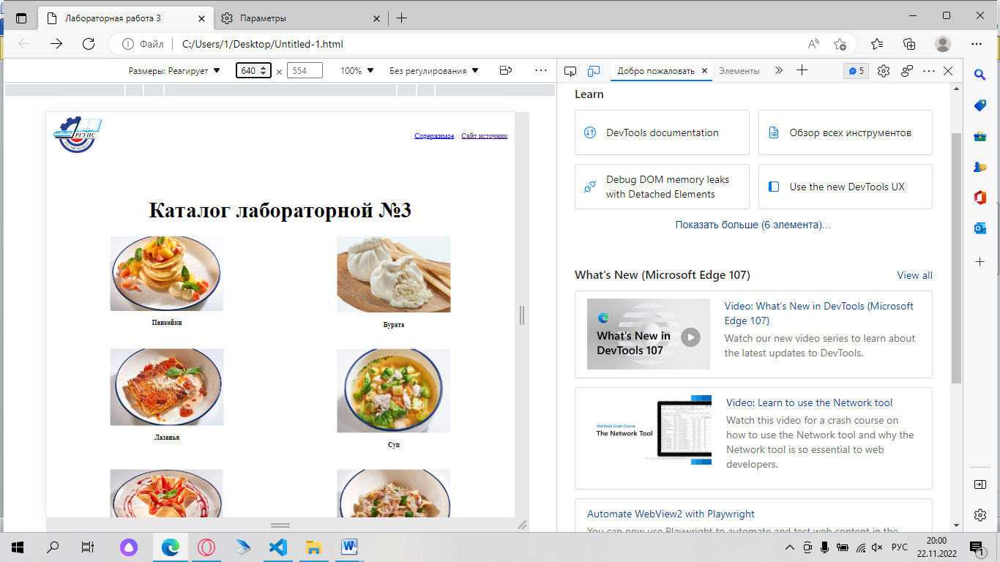 Лабораторная работа 3
Параметры
Файл
C:/Users/1/Desktop/Untitled-1.html
Размеры: Реагирует
640 × 554
100%
Без регулирования
Добро пожаловать
Элементы
5
РГУПС
Содержимое
Сайт источник
Каталог лабораторной №3
Панкейки
Бурата
Лазанья
Суп
Learn
DevTools documentation
Обзор всех инструментов
Debug DOM memory leaks
with Detached Elements
Use the new DevTools UX
Показать больше (6 элемента)...
What's New (Microsoft Edge 107)
View all
What's New in
DevTools 107
Video: What's New in DevTools (Microsoft
Edge 107)
Watch our new video series to learn about
the latest updates to DevTools.
DevTools Crash Course
The Network Tool
Video: Learn to use the Network tool
Watch this video for a crash course on
how to use the Network tool and why the
Network tool is so essential to web
developers.
Automate WebView2 with Playwright
You can now use Playwright to automate and test web content in the
РУС
20:00
22.11.2022
1